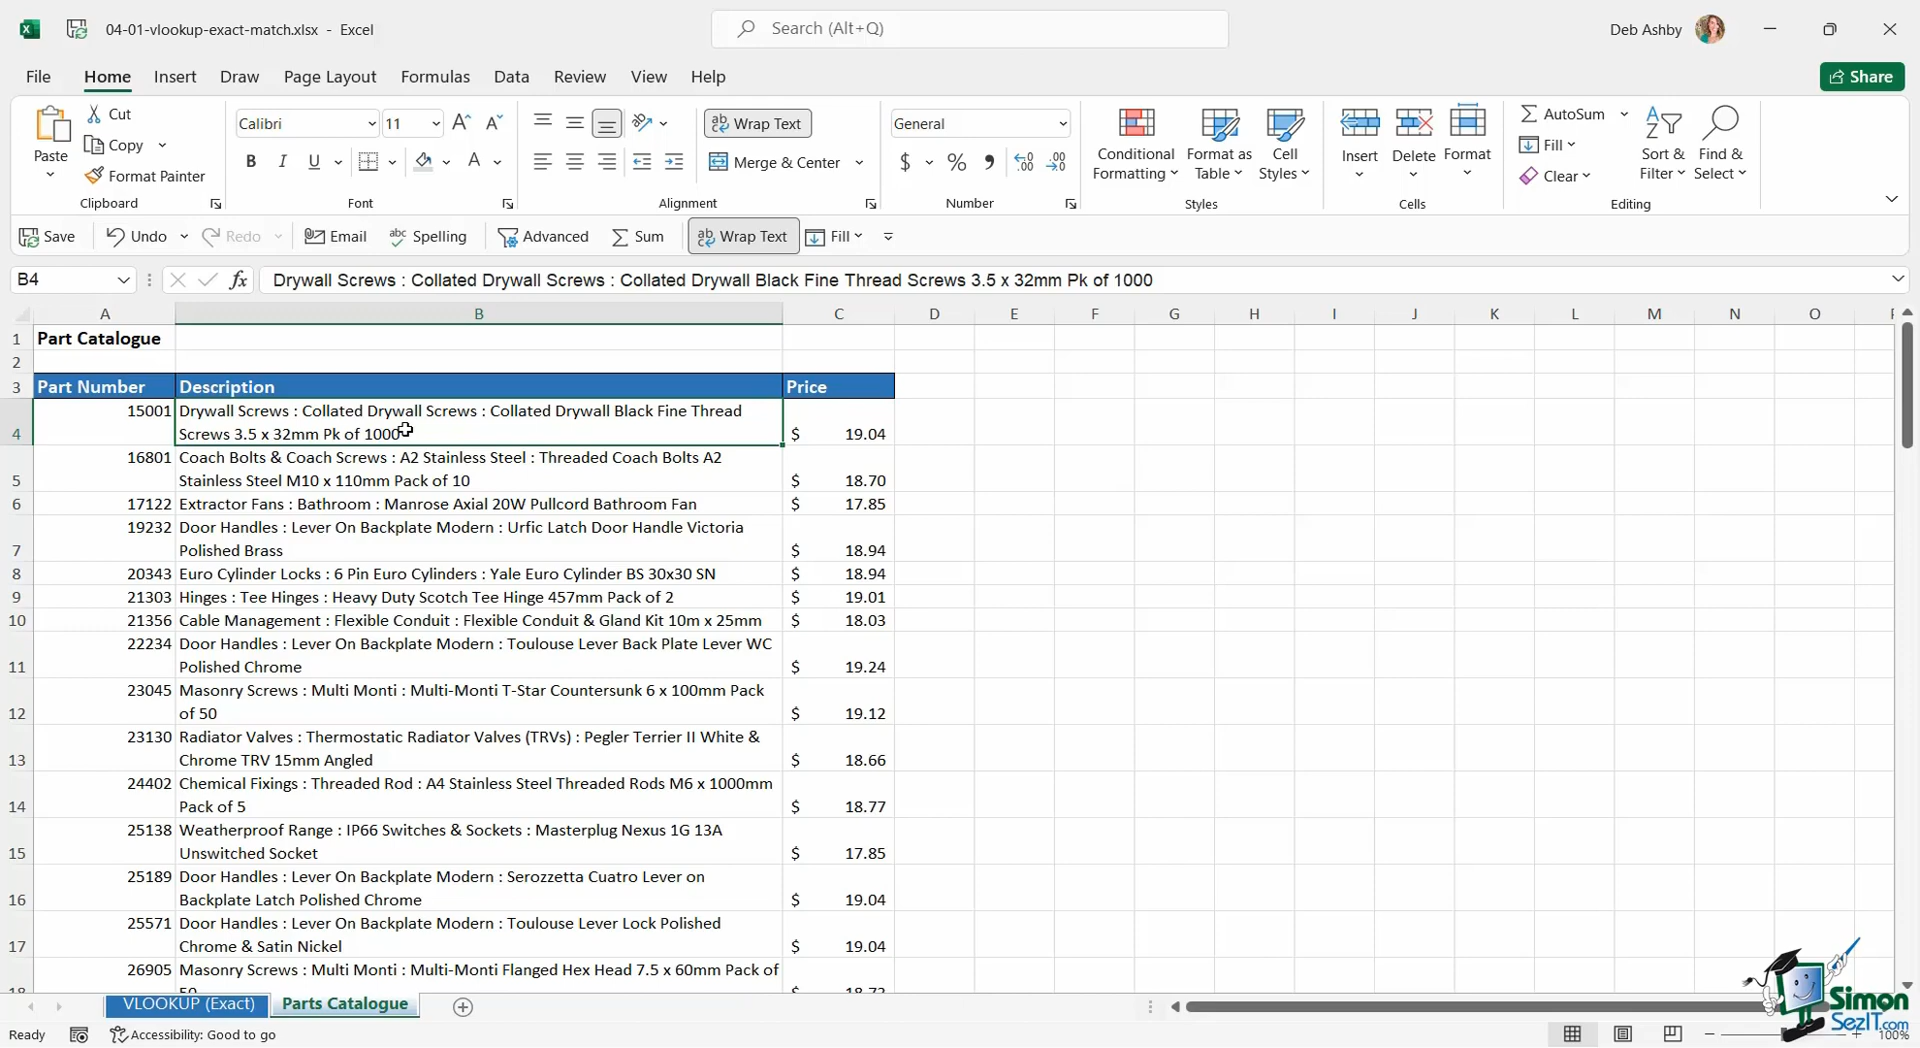 04-01-vlookup-exact-match.xlsx - Excel
Search (Alt+Q)
Deb Ashby
File Home Insert Draw Page Layout Formulas Data Review View Help
Share
Paste
Cut
Copy
Format Painter
Clipboard
Calibri
11
B I U
Font
Wrap Text
Merge & Center
Alignment
General
$ %
Number
Conditional Formatting
Format as Table
Cell Styles
Styles
Insert
Delete
Format
Cells
AutoSum
Fill
Clear
Sort & Filter
Find & Select
Editing
Save Undo Redo Email Spelling Advanced Sum Wrap Text Fill
B4 fx Drywall Screws : Collated Drywall Screws : Collated Drywall Black Fine Thread Screws 3.5 x 32mm Pk of 1000
A B C D E F G H I J K L M N O
1 Part Catalogue
2
3 Part Number Description Price
15001 Drywall Screws : Collated Drywall Screws : Collated Drywall Black Fine Thread
4 Screws 3.5 x 32mm Pk of 1000 $ 19.04
16801 Coach Bolts & Coach Screws : A2 Stainless Steel : Threaded Coach Bolts A2
5 Stainless Steel M10 x 110mm Pack of 10 $ 18.70
6 17122 Extractor Fans : Bathroom : Manrose Axial 20W Pullcord Bathroom Fan $ 17.85
19232 Door Handles : Lever On Backplate Modern : Urfic Latch Door Handle Victoria
7 Polished Brass $ 18.94
8 20343 Euro Cylinder Locks : 6 Pin Euro Cylinders : Yale Euro Cylinder BS 30x30 SN $ 18.94
9 21303 Hinges : Tee Hinges : Heavy Duty Scotch Tee Hinge 457mm Pack of 2 $ 19.01
10 21356 Cable Management : Flexible Conduit : Flexible Conduit & Gland Kit 10m x 25mm $ 18.03
22234 Door Handles : Lever On Backplate Modern : Toulouse Lever Back Plate Lever WC
11 Polished Chrome $ 19.24
23045 Masonry Screws : Multi Monti : Multi-Monti T-Star Countersunk 6 x 100mm Pack
12 of 50 $ 19.12
23130 Radiator Valves : Thermostatic Radiator Valves (TRVs) : Pegler Terrier II White &
13 Chrome TRV 15mm Angled $ 18.66
24402 Chemical Fixings : Threaded Rod : A4 Stainless Steel Threaded Rods M6 x 1000mm
14 Pack of 5 $ 18.77
25138 Weatherproof Range : IP66 Switches & Sockets : Masterplug Nexus 1G 13A
15 Unswitched Socket $ 17.85
25189 Door Handles : Lever On Backplate Modern : Serozzetta Cuatro Lever on
16 Backplate Latch Polished Chrome $ 19.04
25571 Door Handles : Lever On Backplate Modern : Toulouse Lever Lock Polished
17 Chrome & Satin Nickel $ 19.04
26905 Masonry Screws : Multi Monti : Multi-Monti Flanged Hex Head 7.5 x 60mm Pack of
VLOOKUP (Exact) Parts Catalogue
Simon
SezIT.com
Ready Accessibility: Good to go 100%